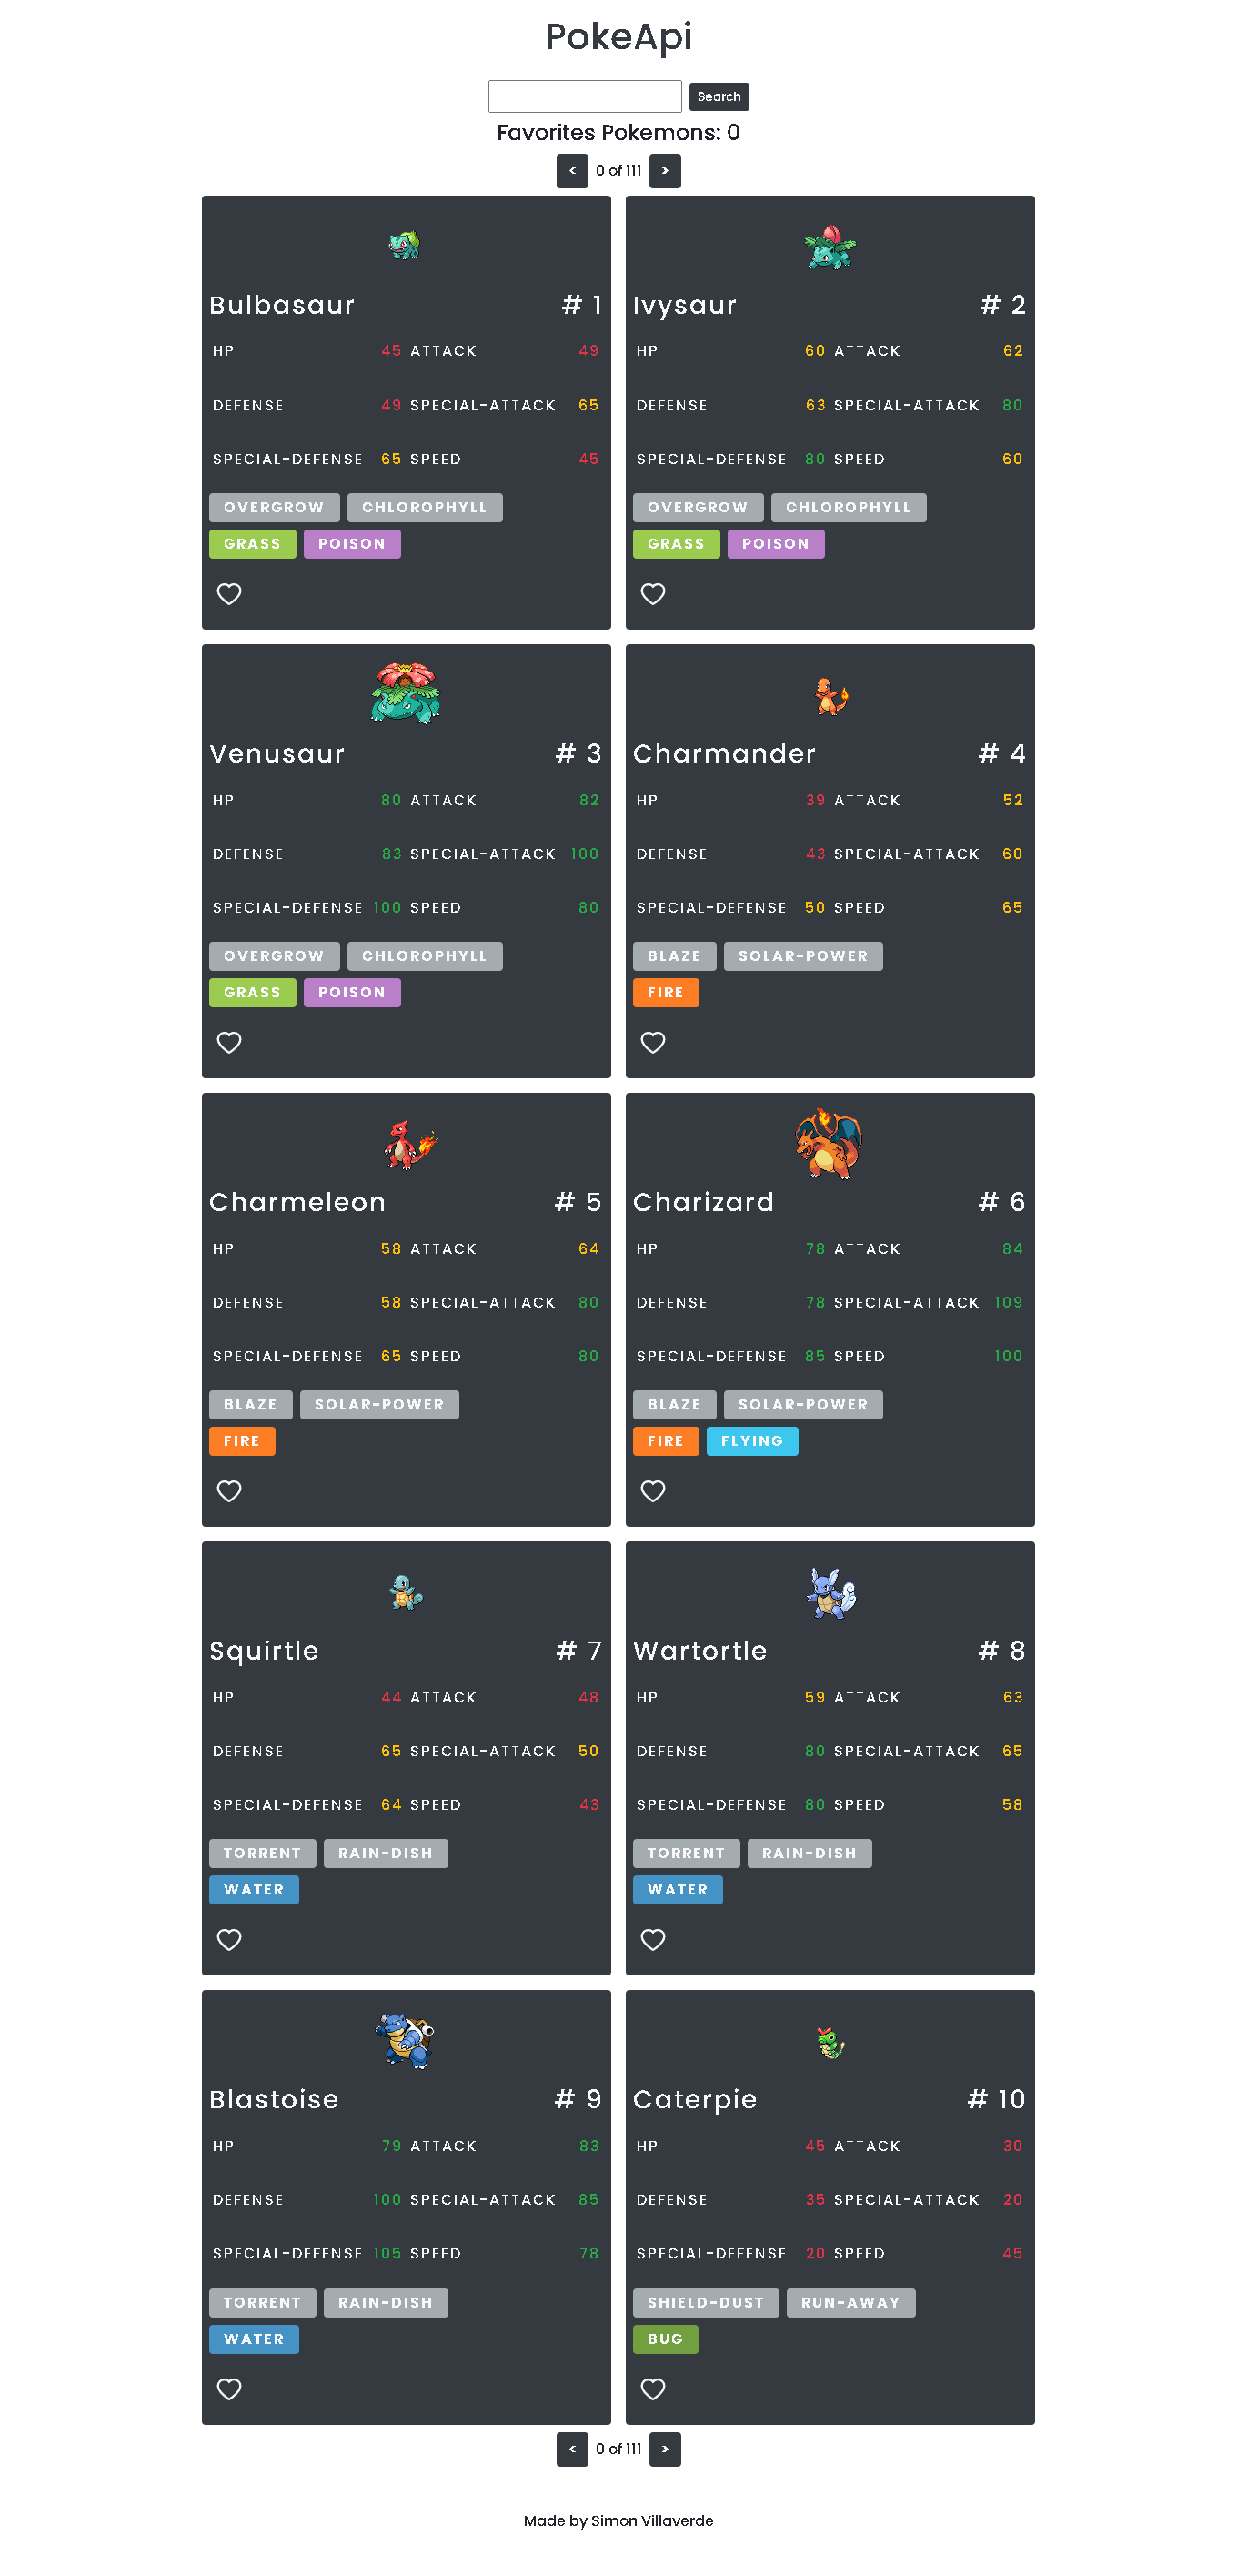 PokeApi
Search
Favorites Pokemons: 0
< 0 of 111 >
Bulbasaur # 1
HP 45 ATTACK 49
DEFENSE 49 SPECIAL-ATTACK 65
SPECIAL-DEFENSE 65 SPEED 45
OVERGROW CHLOROPHYLL
GRASS POISON
Ivysaur # 2
HP 60 ATTACK 62
DEFENSE 63 SPECIAL-ATTACK 80
SPECIAL-DEFENSE 80 SPEED 60
OVERGROW CHLOROPHYLL
GRASS POISON
Venusaur # 3
HP 80 ATTACK 82
DEFENSE 83 SPECIAL-ATTACK 100
SPECIAL-DEFENSE 100 SPEED 80
OVERGROW CHLOROPHYLL
GRASS POISON
Charmander # 4
HP 39 ATTACK 52
DEFENSE 43 SPECIAL-ATTACK 60
SPECIAL-DEFENSE 50 SPEED 65
BLAZE SOLAR-POWER
FIRE
Charmeleon # 5
HP 58 ATTACK 64
DEFENSE 58 SPECIAL-ATTACK 80
SPECIAL-DEFENSE 65 SPEED 80
BLAZE SOLAR-POWER
FIRE
Charizard # 6
HP 78 ATTACK 84
DEFENSE 78 SPECIAL-ATTACK 109
SPECIAL-DEFENSE 85 SPEED 100
BLAZE SOLAR-POWER
FIRE FLYING
Squirtle # 7
HP 44 ATTACK 48
DEFENSE 65 SPECIAL-ATTACK 50
SPECIAL-DEFENSE 64 SPEED 43
TORRENT RAIN-DISH
WATER
Wartortle # 8
HP 59 ATTACK 63
DEFENSE 80 SPECIAL-ATTACK 65
SPECIAL-DEFENSE 80 SPEED 58
TORRENT RAIN-DISH
WATER
Blastoise # 9
HP 79 ATTACK 83
DEFENSE 100 SPECIAL-ATTACK 85
SPECIAL-DEFENSE 105 SPEED 78
TORRENT RAIN-DISH
WATER
Caterpie # 10
HP 45 ATTACK 30
DEFENSE 35 SPECIAL-ATTACK 20
SPECIAL-DEFENSE 20 SPEED 45
SHIELD-DUST RUN-AWAY
BUG
< 0 of 111 >
Made by Simon Villaverde